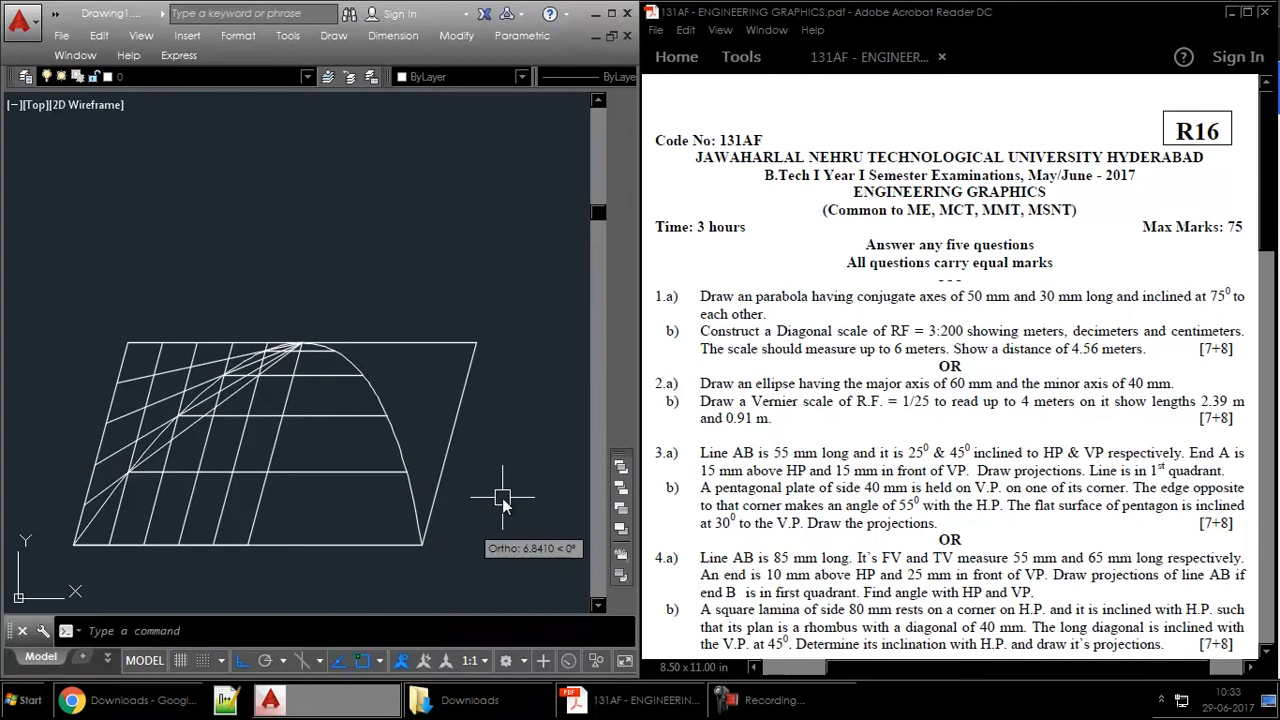 Drawing1....
Type a keyword or phrase
Sign In
File Edit View Insert Format Tools Draw Dimension Modify Parametric
Window Help Express
0
ByLayer
ByLaye
[−][Top][2D Wireframe]
Ortho: 6.8410 < 0°
Y
X
Type a command
Model
MODEL
1:1
131AF - ENGINEERING GRAPHICS.pdf - Adobe Acrobat Reader DC
File Edit View Window Help
Home Tools 131AF - ENGINEER... Sign In
R16
Code No: 131AF
JAWAHARLAL NEHRU TECHNOLOGICAL UNIVERSITY HYDERABAD
B.Tech I Year I Semester Examinations, May/June - 2017
ENGINEERING GRAPHICS
(Common to ME, MCT, MMT, MSNT)
Time: 3 hours Max Marks: 75
Answer any five questions
All questions carry equal marks
- - -
1.a) Draw an parabola having conjugate axes of 50 mm and 30 mm long and inclined at 75⁰ to
each other.
b) Construct a Diagonal scale of RF = 3:200 showing meters, decimeters and centimeters.
The scale should measure up to 6 meters. Show a distance of 4.56 meters. [7+8]
OR
2.a) Draw an ellipse having the major axis of 60 mm and the minor axis of 40 mm.
b) Draw a Vernier scale of R.F. = 1/25 to read up to 4 meters on it show lengths 2.39 m
and 0.91 m. [7+8]
3.a) Line AB is 55 mm long and it is 25⁰ & 45⁰ inclined to HP & VP respectively. End A is
15 mm above HP and 15 mm in front of VP. Draw projections. Line is in 1st quadrant.
b) A pentagonal plate of side 40 mm is held on V.P. on one of its corner. The edge opposite
to that corner makes an angle of 55⁰ with the H.P. The flat surface of pentagon is inclined
at 30⁰ to the V.P. Draw the projections. [7+8]
OR
4.a) Line AB is 85 mm long. It's FV and TV measure 55 mm and 65 mm long respectively.
An end is 10 mm above HP and 25 mm in front of VP. Draw projections of line AB if
end B is in first quadrant. Find angle with HP and VP.
b) A square lamina of side 80 mm rests on a corner on H.P. and it is inclined with H.P. such
that its plan is a rhombus with a diagonal of 40 mm. The long diagonal is inclined with
the V.P. at 45⁰. Determine its inclination with H.P. and draw it's projections. [7+8]
8.50 x 11.00 in
Start
Downloads - Googl...
Downloads
131AF - ENGINEERIN...
Recording...
10:33
29-06-2017